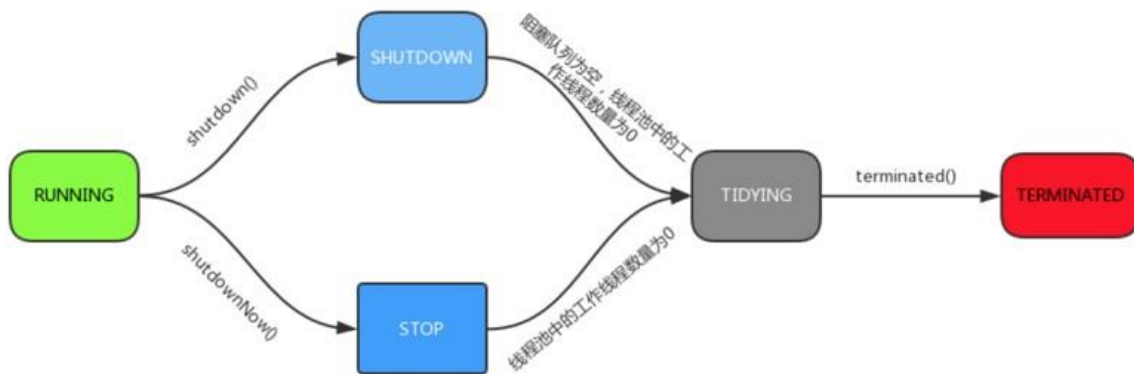 SHUTDOWN
shutdown()
阻塞队列为空，线程池中的工
作线程数量为0
RUNNING
TIDYING
terminated()
TERMINATED
shutdownNow()
STOP
线程池中的工作线程数量为0